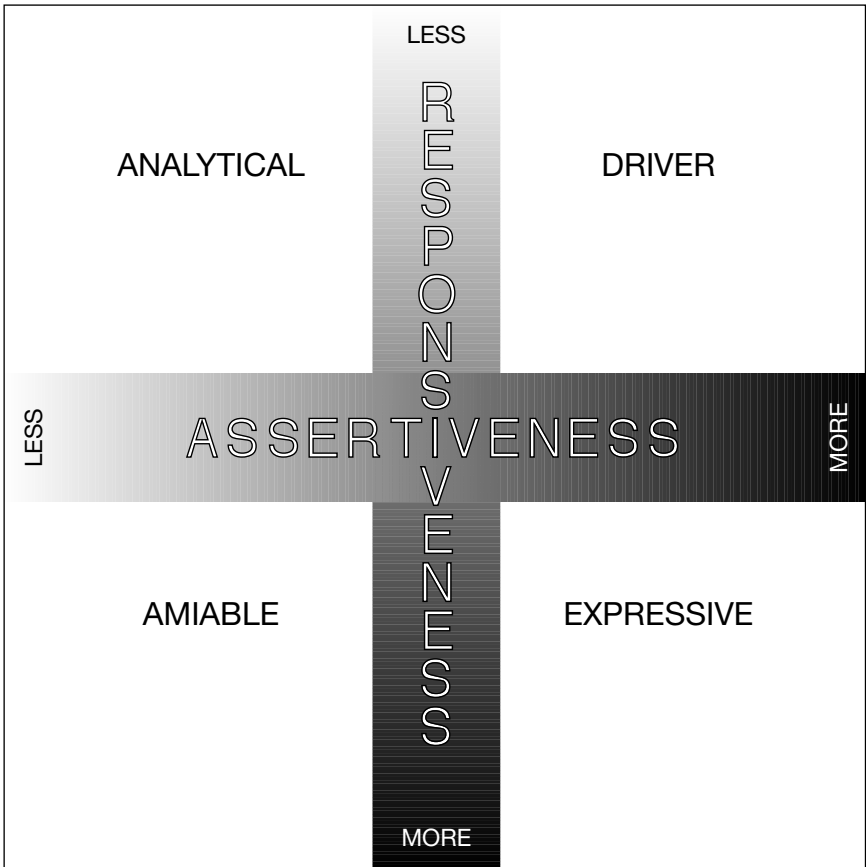 LESS
RESPONSIVENESS
ANALYTICAL
DRIVER
LESS
ASSERTIVENESS
MORE
AMIABLE
EXPRESSIVE
MORE